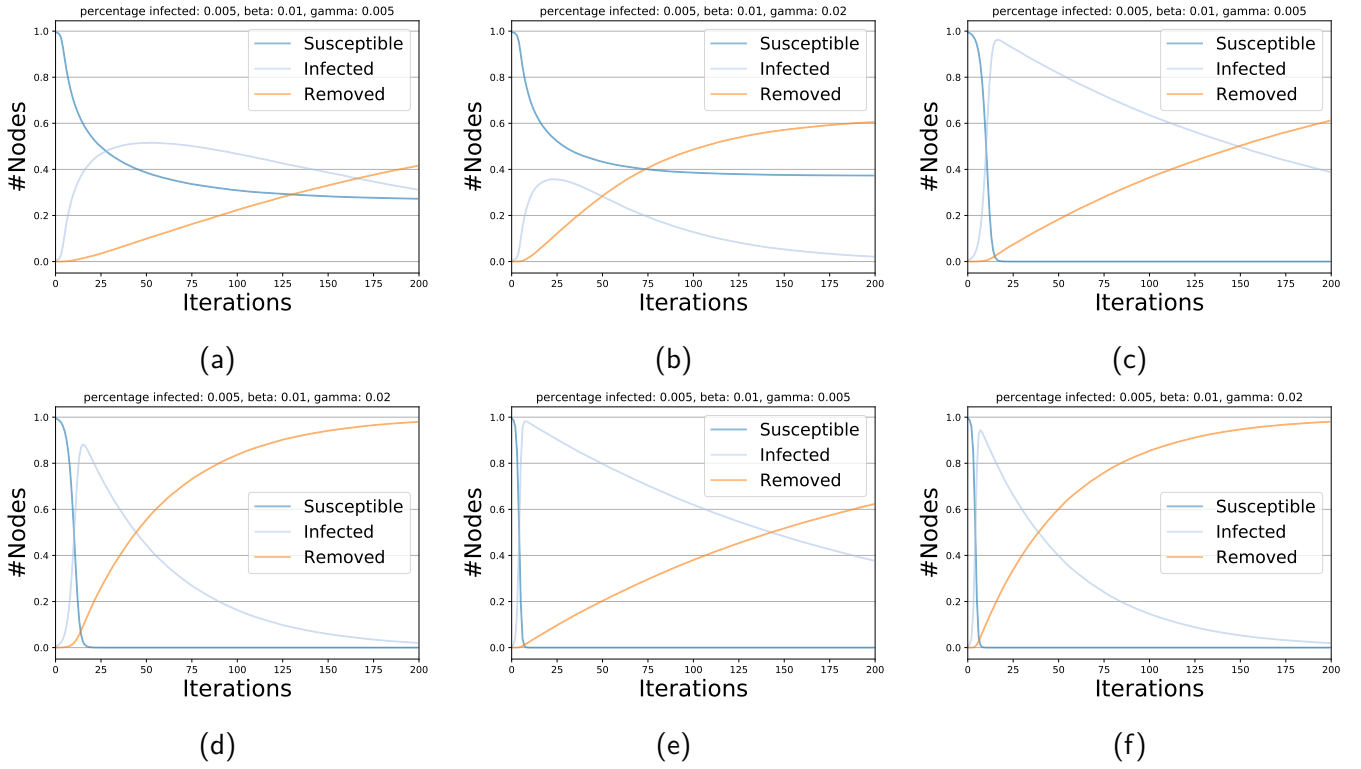 percentage infected: 0.005, beta: 0.01, gamma: 0.005
1.0
0.8
0.6
0.4
0.2
0.0
#Nodes
Susceptible
Infected
Removed
0 25 50 75 100 125 150 175 200
Iterations
(a)
percentage infected: 0.005, beta: 0.01, gamma: 0.02
1.0
0.8
0.6
0.4
0.2
0.0
#Nodes
Susceptible
Infected
Removed
0 25 50 75 100 125 150 175 200
Iterations
(b)
percentage infected: 0.005, beta: 0.01, gamma: 0.005
1.0
0.8
0.6
0.4
0.2
0.0
#Nodes
Susceptible
Infected
Removed
0 25 50 75 100 125 150 175 200
Iterations
(c)
percentage infected: 0.005, beta: 0.01, gamma: 0.02
1.0
0.8
0.6
0.4
0.2
0.0
#Nodes
Susceptible
Infected
Removed
0 25 50 75 100 125 150 175 200
Iterations
(d)
percentage infected: 0.005, beta: 0.01, gamma: 0.005
1.0
0.8
0.6
0.4
0.2
0.0
#Nodes
Susceptible
Infected
Removed
0 25 50 75 100 125 150 175 200
Iterations
(e)
percentage infected: 0.005, beta: 0.01, gamma: 0.02
1.0
0.8
0.6
0.4
0.2
0.0
#Nodes
Susceptible
Infected
Removed
0 25 50 75 100 125 150 175 200
Iterations
(f)